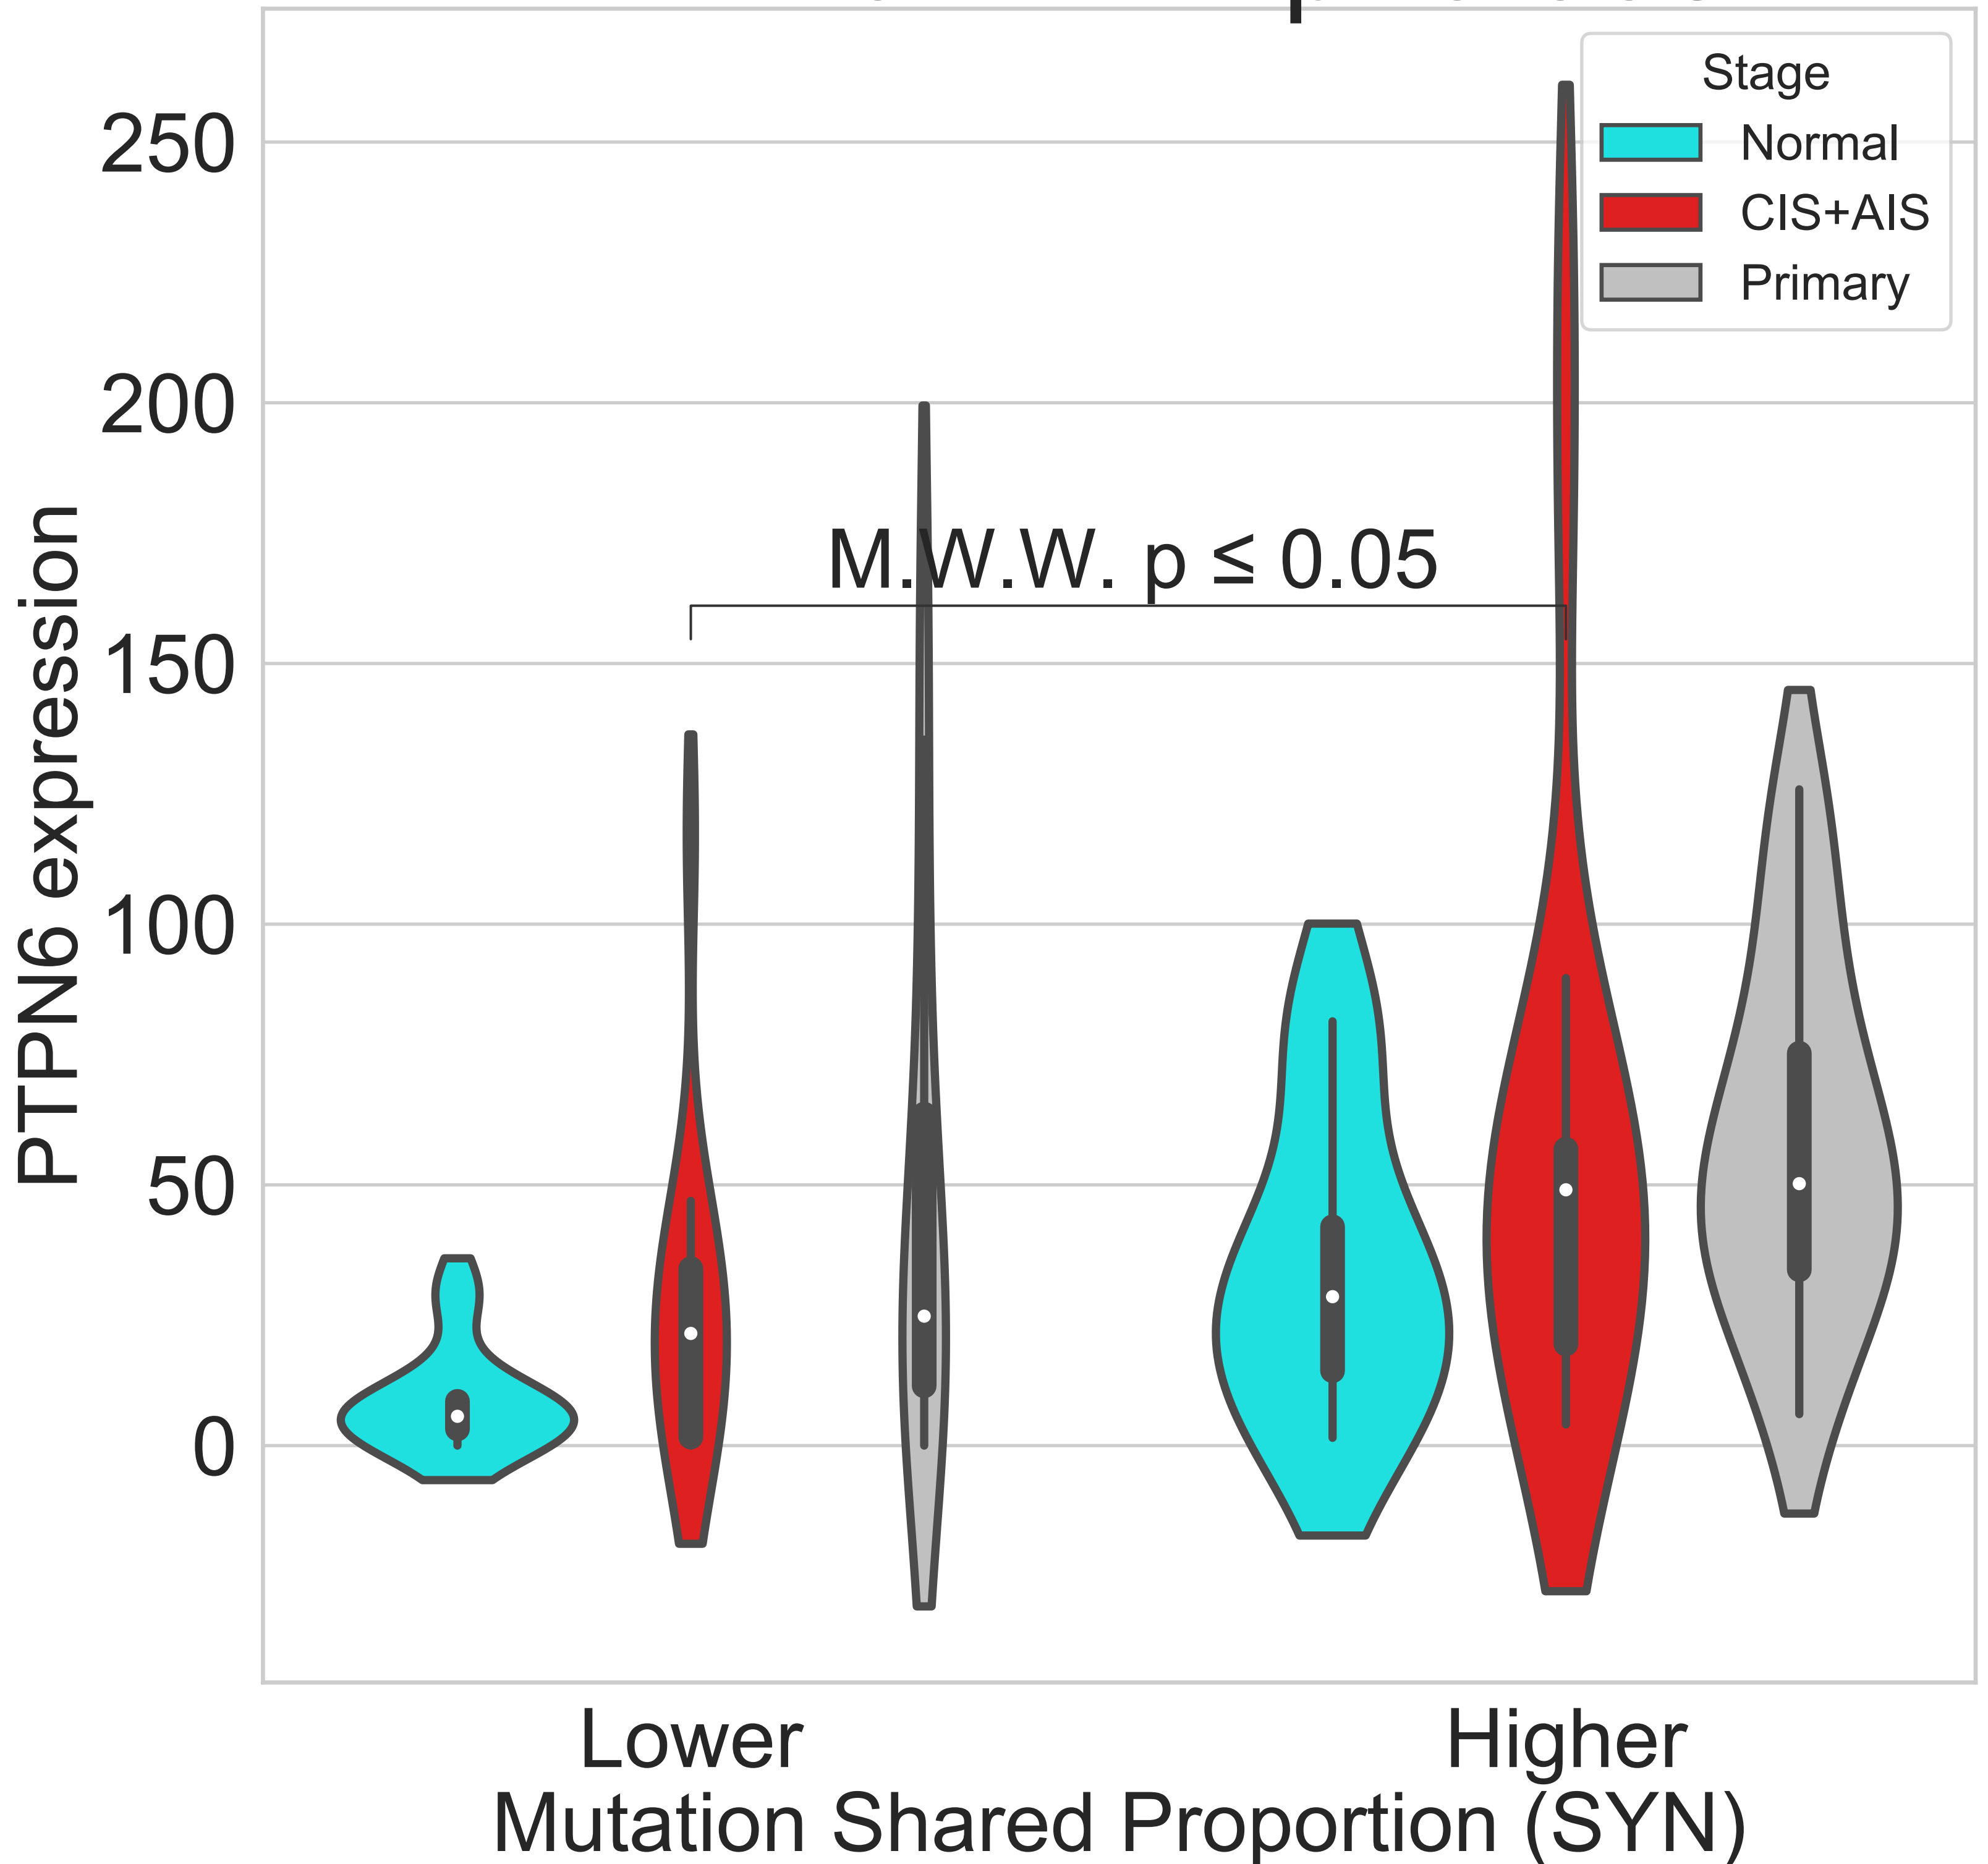 Stage
Normal
CIS+AIS
Primary
250
200
150
100
50
0
PTPN6 expression
M.W.W. p ≤ 0.05
Lower
Higher
Mutation Shared Proportion (SYN)